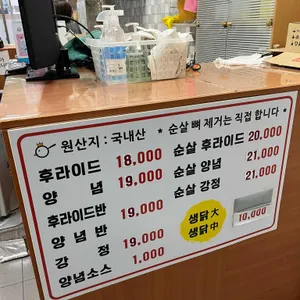 원산지 : 국내산 * 순살 뼈 제거는 직접 합니다 *
후라이드 18,000
양 념 19,000
후라이드반
양 념 반 19,000
강 정 19,000
양념소스 1,000
순살 후라이드 20,000
순살 양념 21,000
순살 강정 21,000
생닭 大
생닭 中 10,000